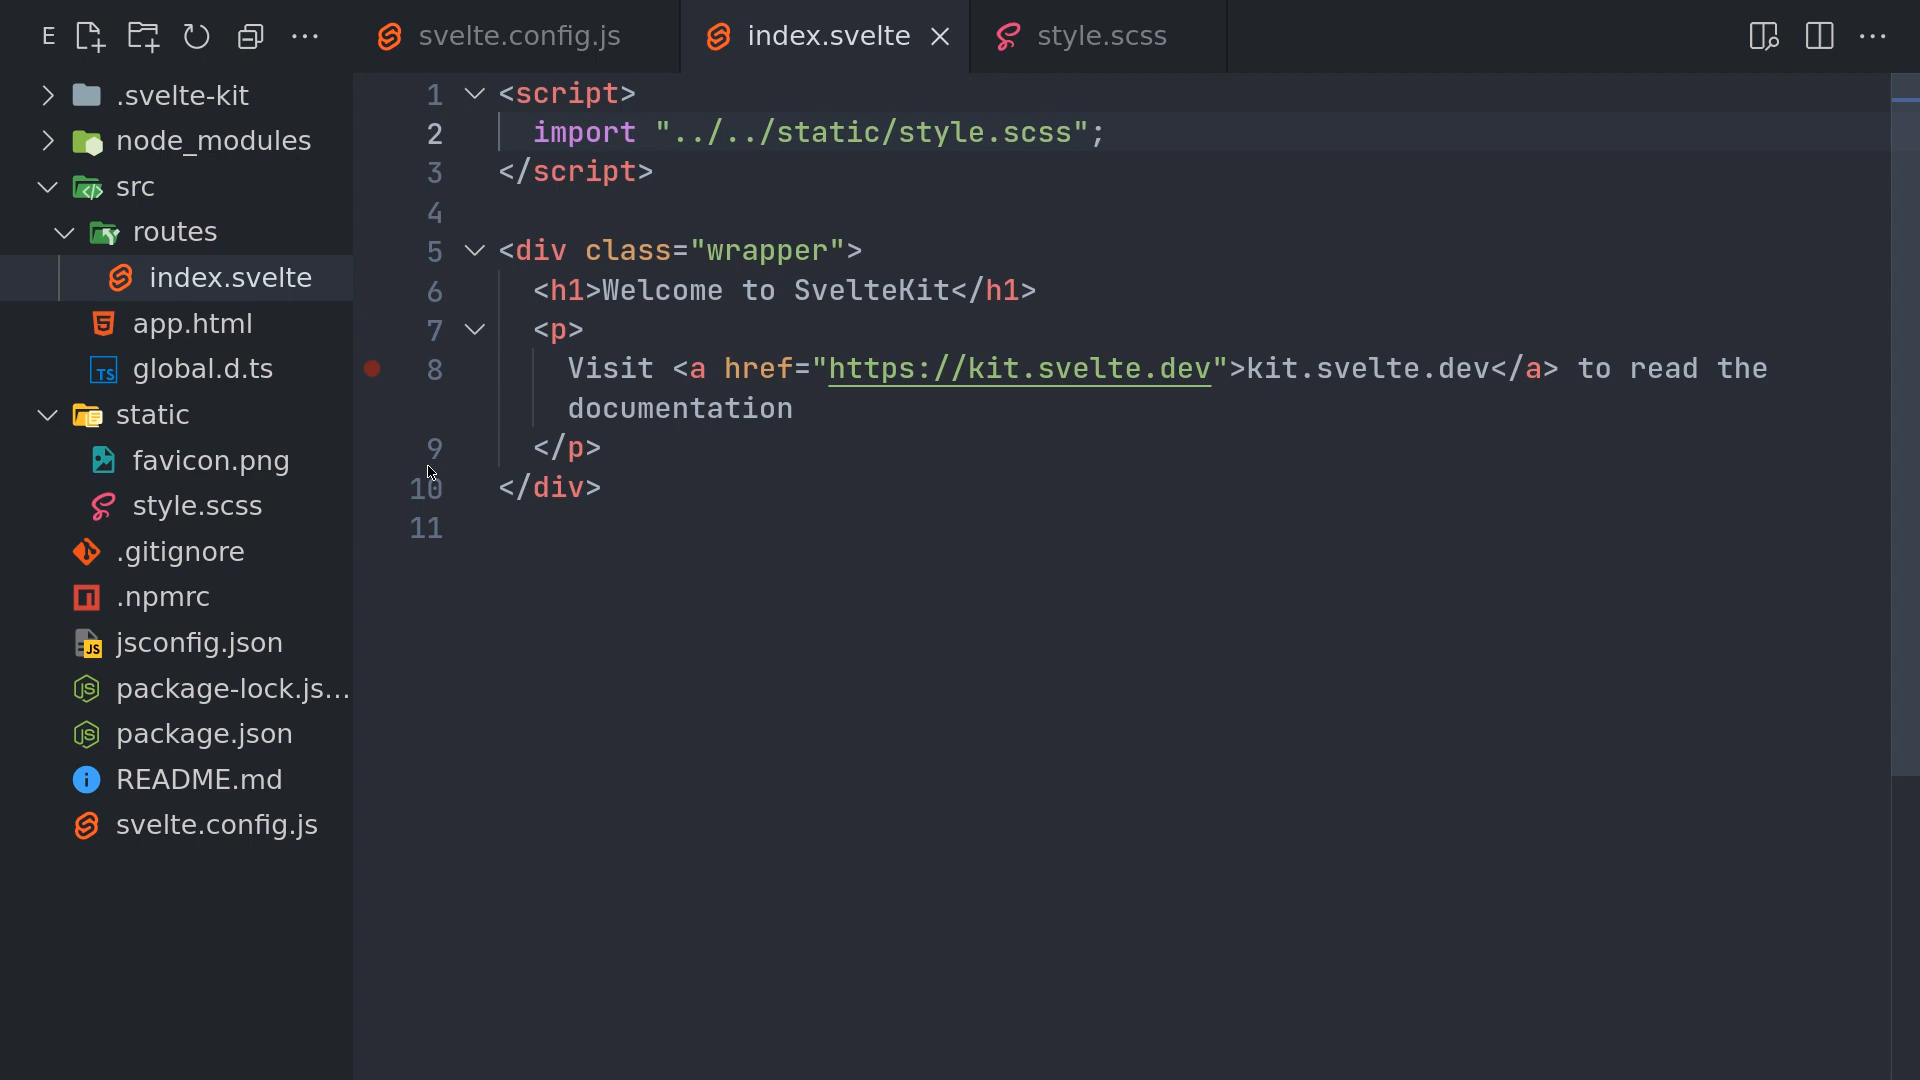 E
svelte.config.js
index.svelte
style.scss
.svelte-kit
node_modules
src
routes
index.svelte
app.html
global.d.ts
static
favicon.png
style.scss
.gitignore
.npmrc
jsconfig.json
package-lock.js...
package.json
README.md
svelte.config.js
1 <script>
2 import "../../static/style.scss";
3 </script>
4
5 <div class="wrapper">
6 <h1>Welcome to SvelteKit</h1>
7 <p>
8 Visit <a href="https://kit.svelte.dev">kit.svelte.dev</a> to read the
documentation
9 </p>
10 </div>
11